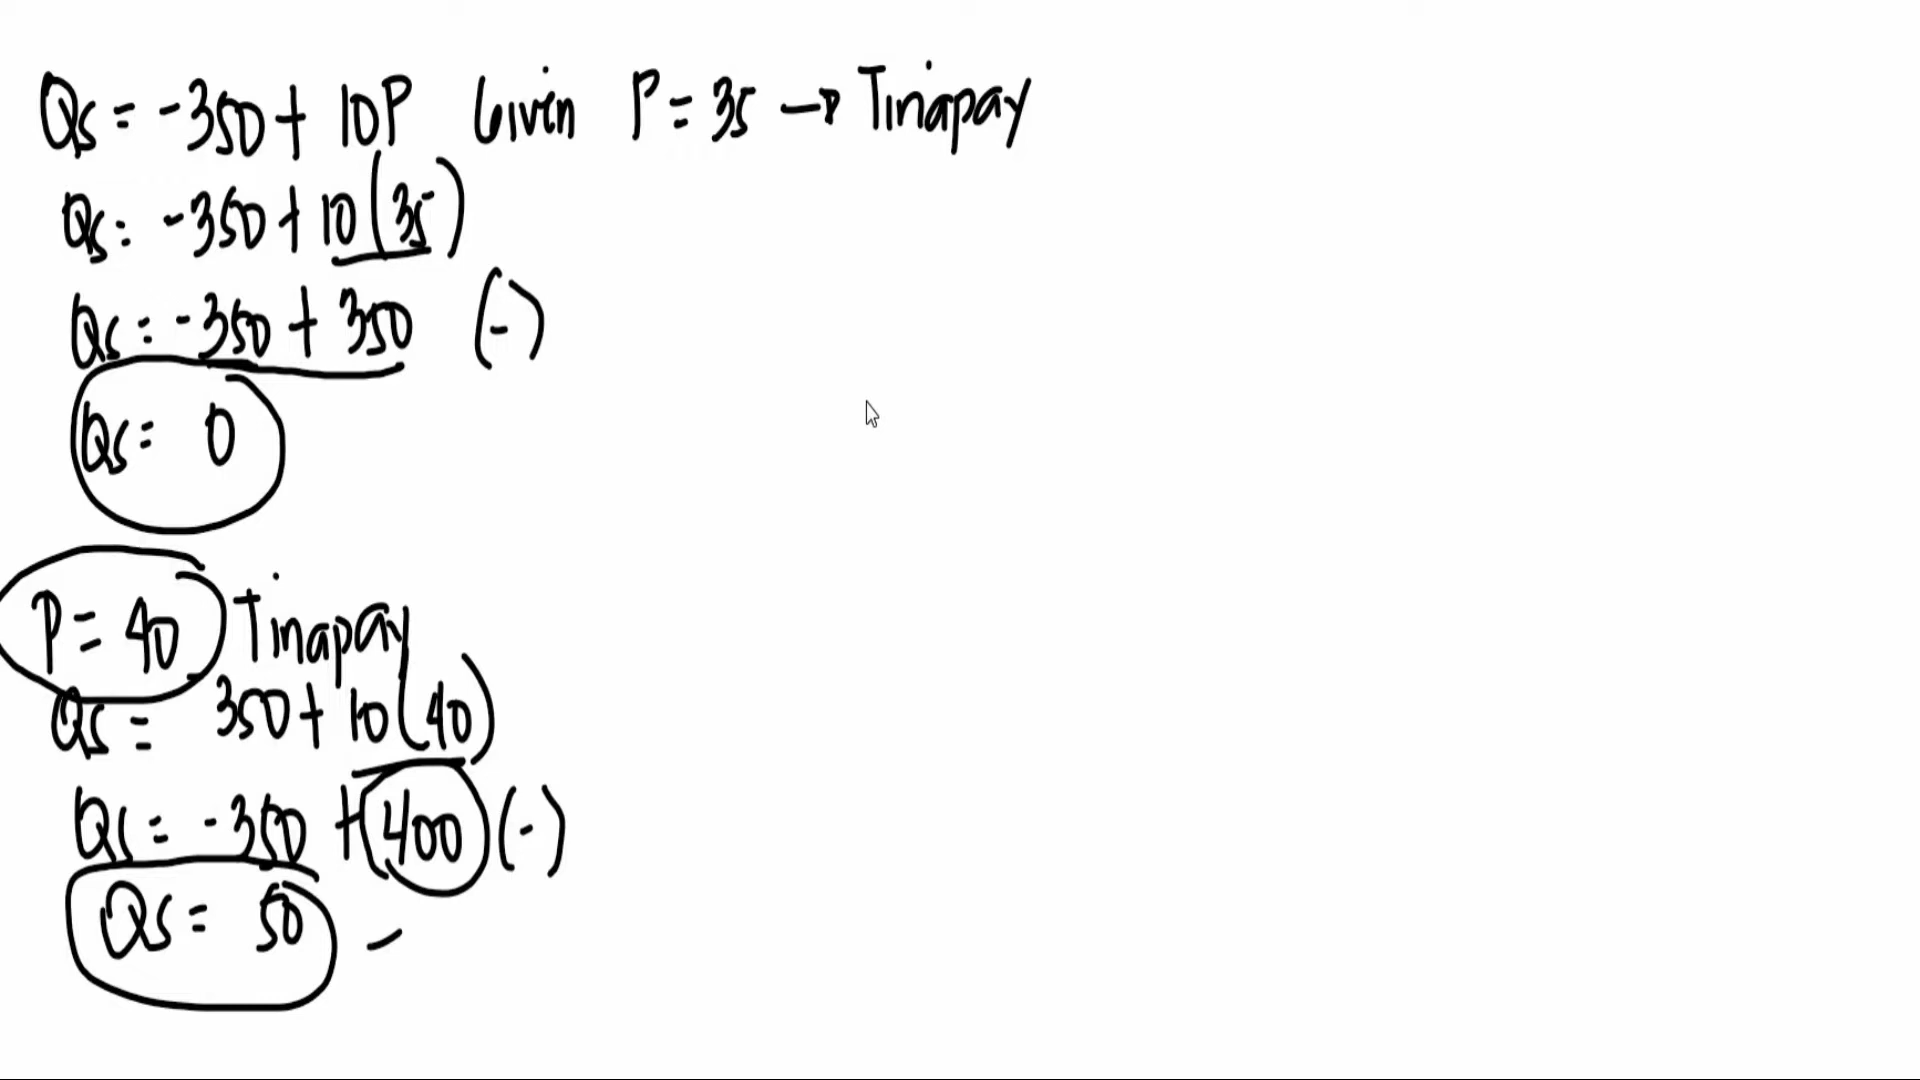 Qs = -350 + 10P Given P = 35 → Tinapay
Qs = -350 + 10(35)
Qs = -350 + 350 (-)
Qs = 0
P = 40 Tinapay
Qs = 350 + 10(40)
Qs = -350 + 400 (-)
Qs = 50 -